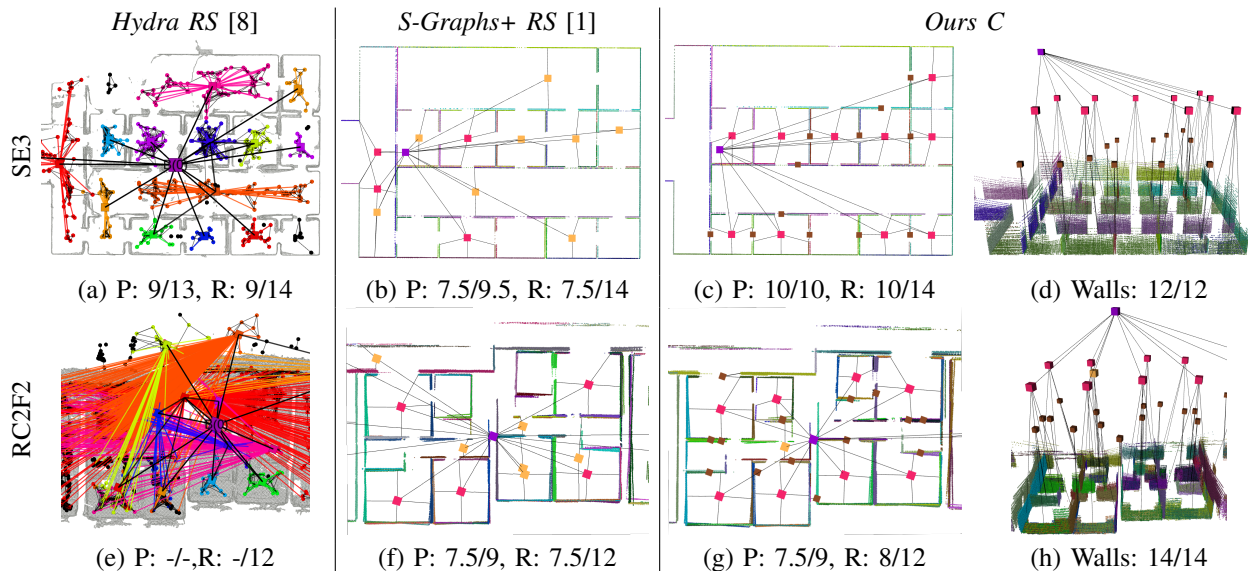 Hydra RS [8] S-Graphs+ RS [1] Ours C
SE3
(a) P: 9/13, R: 9/14 (b) P: 7.5/9.5, R: 7.5/14 (c) P: 10/10, R: 10/14 (d) Walls: 12/12
RC2F2
(e) P: -/-,R: -/12 (f) P: 7.5/9, R: 7.5/12 (g) P: 7.5/9, R: 8/12 (h) Walls: 14/14